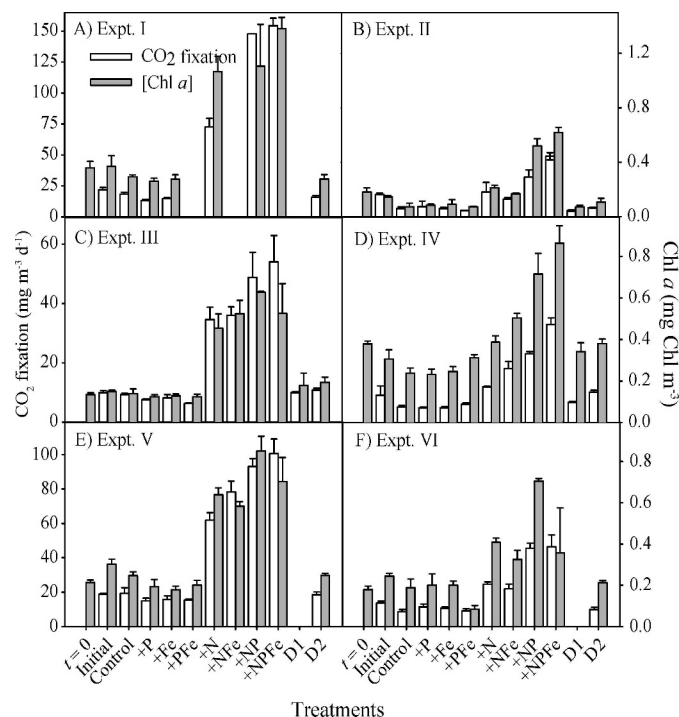 A) Expt. I
CO2 fixation
[Chl a]
B) Expt. II
C) Expt. III
D) Expt. IV
E) Expt. V
F) Expt. VI
CO2 fixation (mg m-3 d-1)
150
125
100
75
50
25
0
60
40
20
0
100
80
60
40
20
0
1.2
0.8
0.4
0.0
0.8
0.6
0.4
0.2
0.0
0.8
0.6
0.4
0.2
0.0
Chl a (mg Chl m-3)
t = 0
Initial
Control
+P
+Fe
+PFe
+N
+NFe
+NP
+NPFe
D1
D2
t = 0
Initial
Control
+P
+Fe
+PFe
+N
+NFe
+NP
+NPFe
D1
D2
Treatments